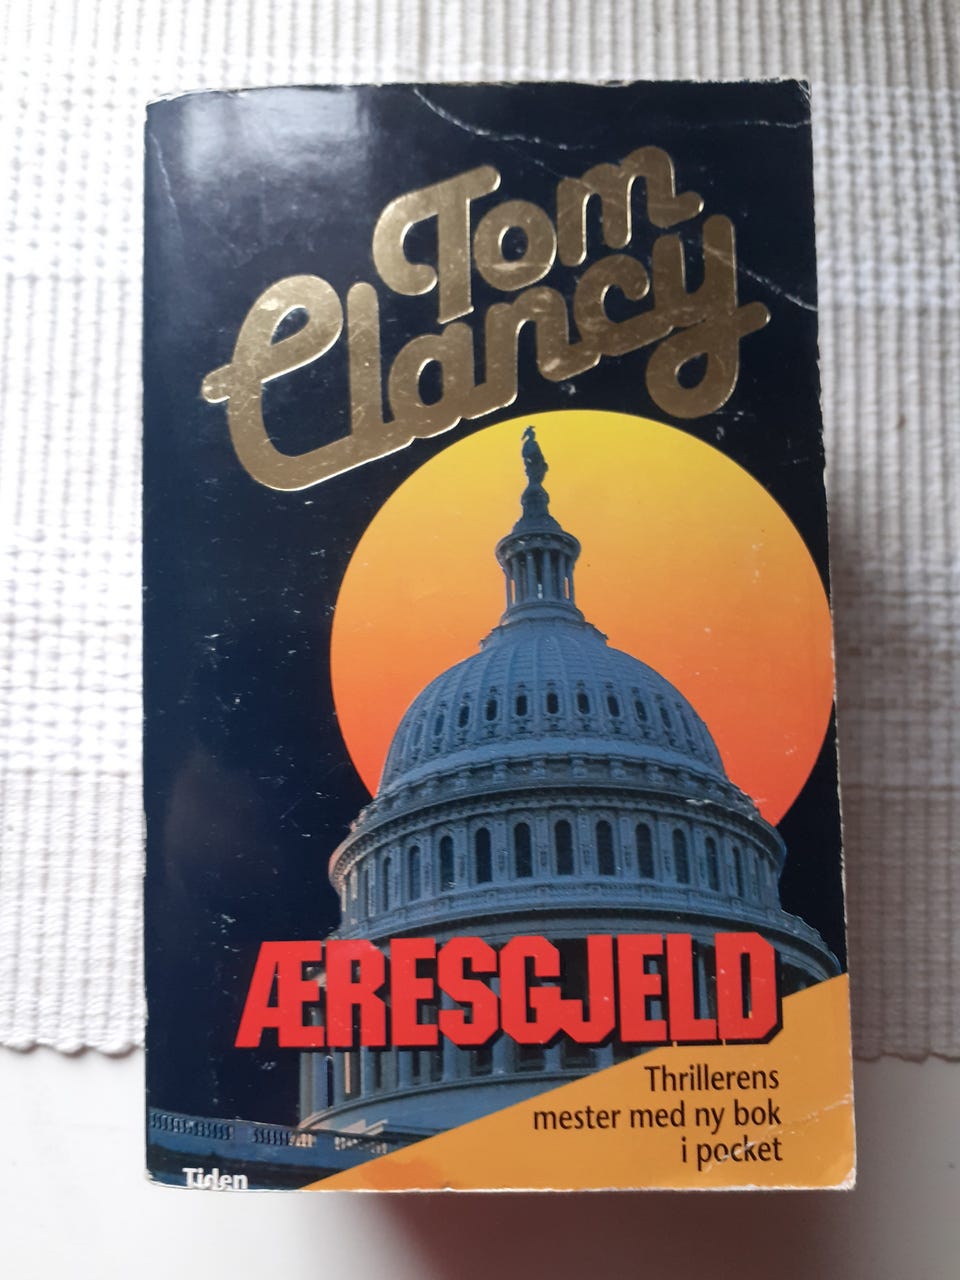 Tom
Clancy
ÆRESGJELD
Thrillerens
mester med ny bok
i pocket
Tiden